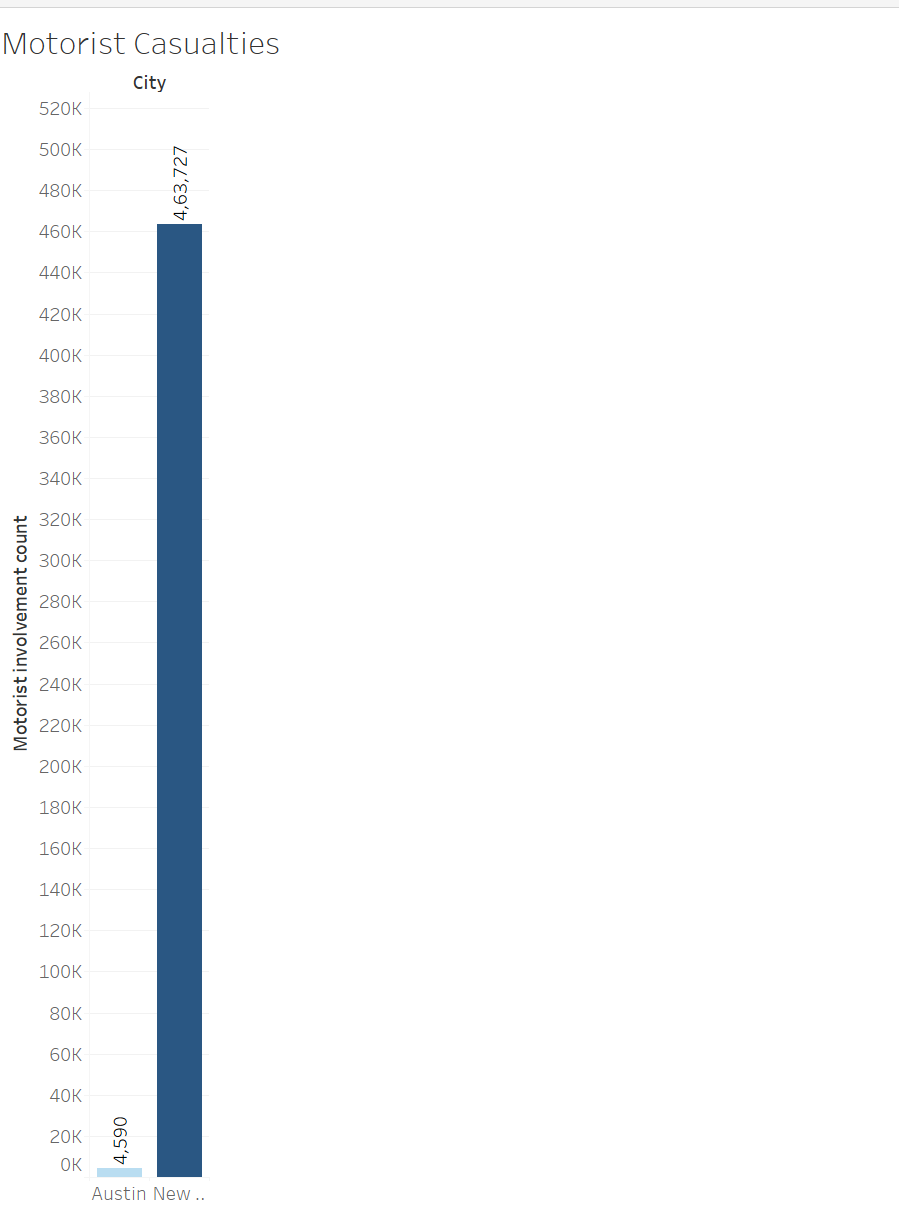 Motorist Casualties
City
Motorist involvement count
520K
500K
480K
460K
440K
420K
400K
380K
360K
340K
320K
300K
280K
260K
240K
220K
200K
180K
160K
140K
120K
100K
80K
60K
40K
20K
0K
4,590
4,63,727
Austin New ..